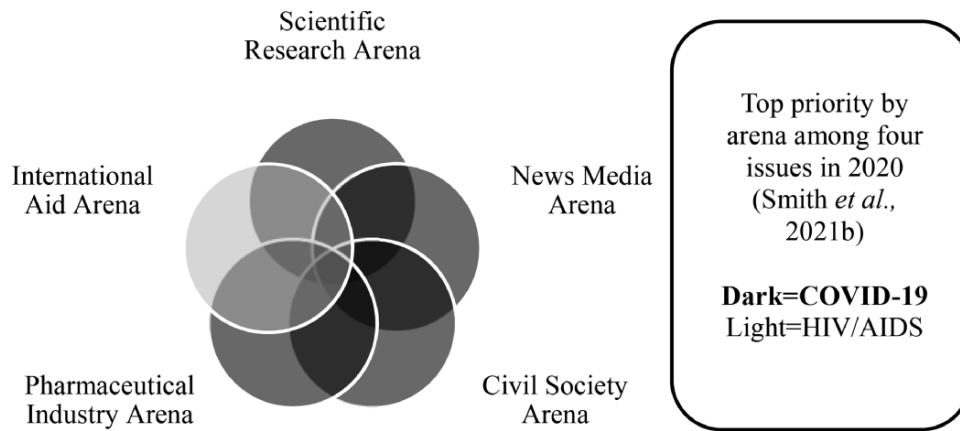 Scientific
Research Arena
International
Aid Arena
News Media
Arena
Pharmaceutical
Industry Arena
Civil Society
Arena
Top priority by
arena among four
issues in 2020
(Smith et al.,
2021b)
Dark=COVID-19
Light=HIV/AIDS